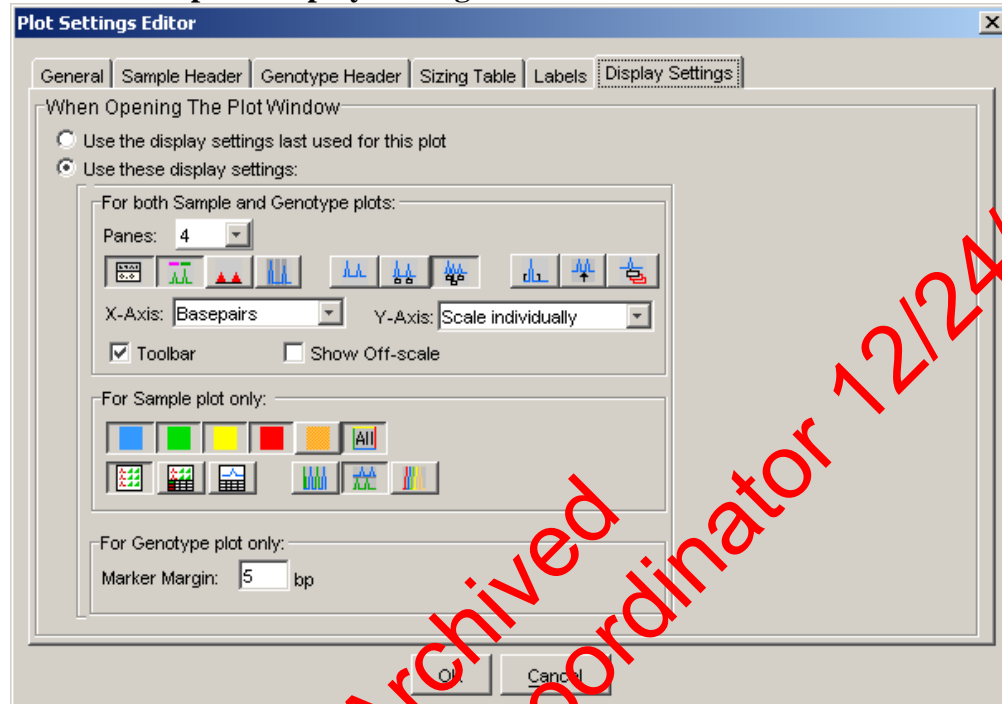 Plot Settings Editor
General Sample Header Genotype Header Sizing Table Labels Display Settings
When Opening The Plot Window
Use the display settings last used for this plot
Use these display settings:
For both Sample and Genotype plots:
Panes: 4
X-Axis: Basepairs Y-Axis: Scale individually
Toolbar Show Off-scale
For Sample plot only:
All
For Genotype plot only:
Marker Margin: 5 bp
OK Cancel
Archived
12/24/